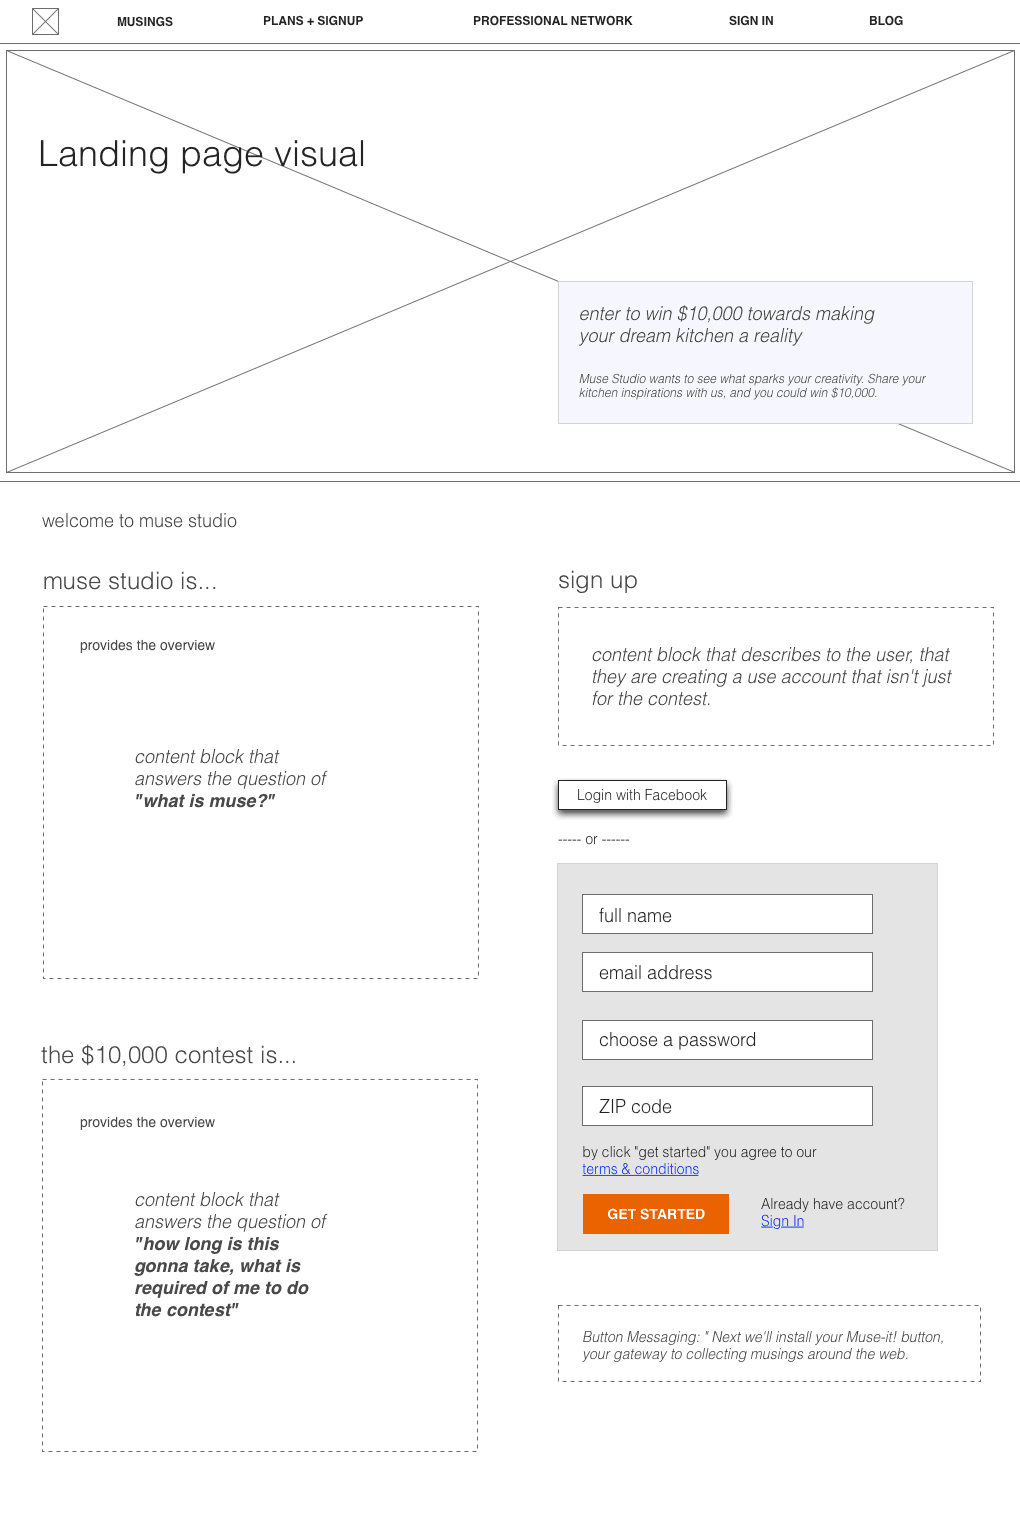 MUSINGS
PLANS + SIGNUP
PROFESSIONAL NETWORK
SIGN IN
BLOG
Landing page visual
enter to win $10,000 towards making
your dream kitchen a reality
Muse Studio wants to see what sparks your creativity. Share your
kitchen inspirations with us, and you could win $10,000.
welcome to muse studio
muse studio is...
provides the overview
content block that
answers the question of
"what is muse?"
the $10,000 contest is...
provides the overview
content block that
answers the question of
"how long is this
gonna take, what is
required of me to do
the contest"
sign up
content block that describes to the user, that
they are creating a use account that isn't just
for the contest.
Login with Facebook
----- or ------
full name
email address
choose a password
ZIP code
by click "get started" you agree to our
terms & conditions
GET STARTED
Already have account?
Sign In
Button Messaging: " Next we'll install your Muse-it! button,
your gateway to collecting musings around the web.